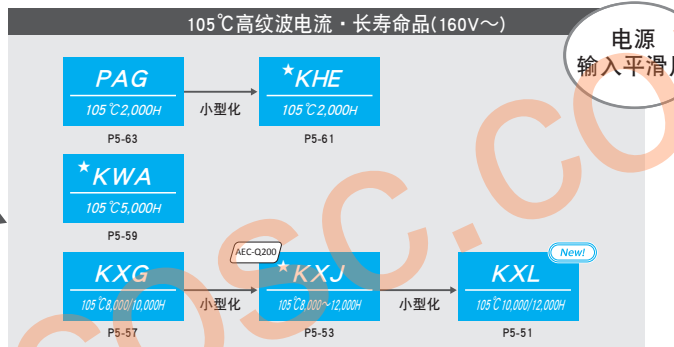 105℃高纹波电流・长寿命品(160V～)
电源
输入平滑
PAG
105℃2,000H
P5-63
小型化
★KHE
105℃2,000H
P5-61
★KWA
105℃5,000H
P5-59
KXG
105℃8,000/10,000H
P5-57
小型化
AEC-Q200
★KXJ
105℃8,000～12,000H
P5-53
小型化
New!
KXL
105℃10,000/12,000H
P5-51
COSC.CO